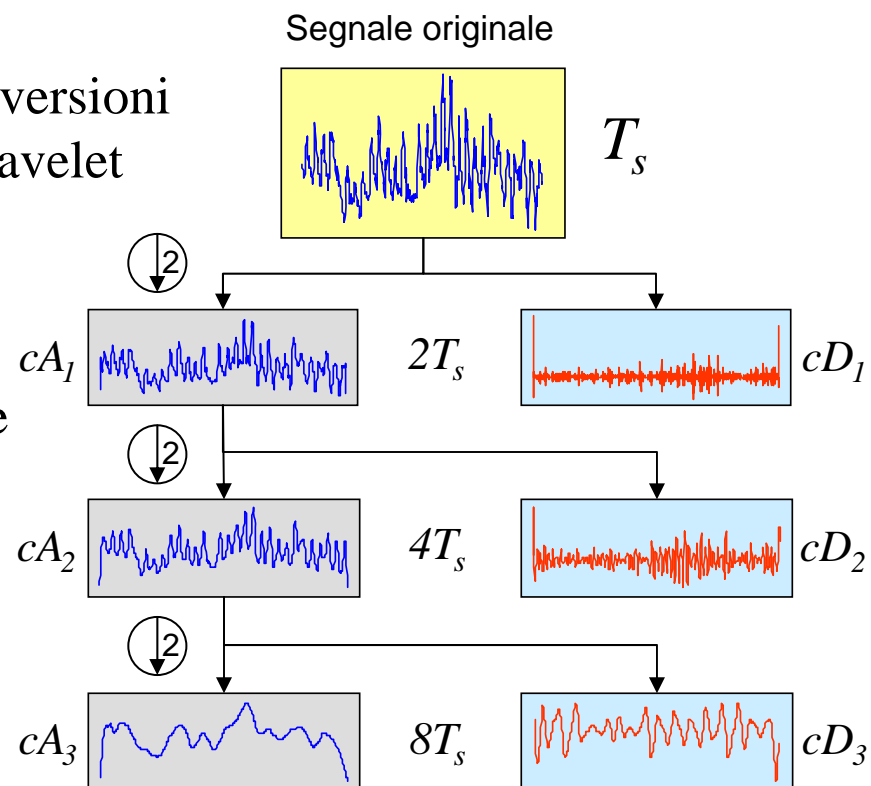 Segnale originale
versioni
avelet
T_s
2
cA_1 2T_s cD_1
e
2
cA_2 4T_s cD_2
2
cA_3 8T_s cD_3